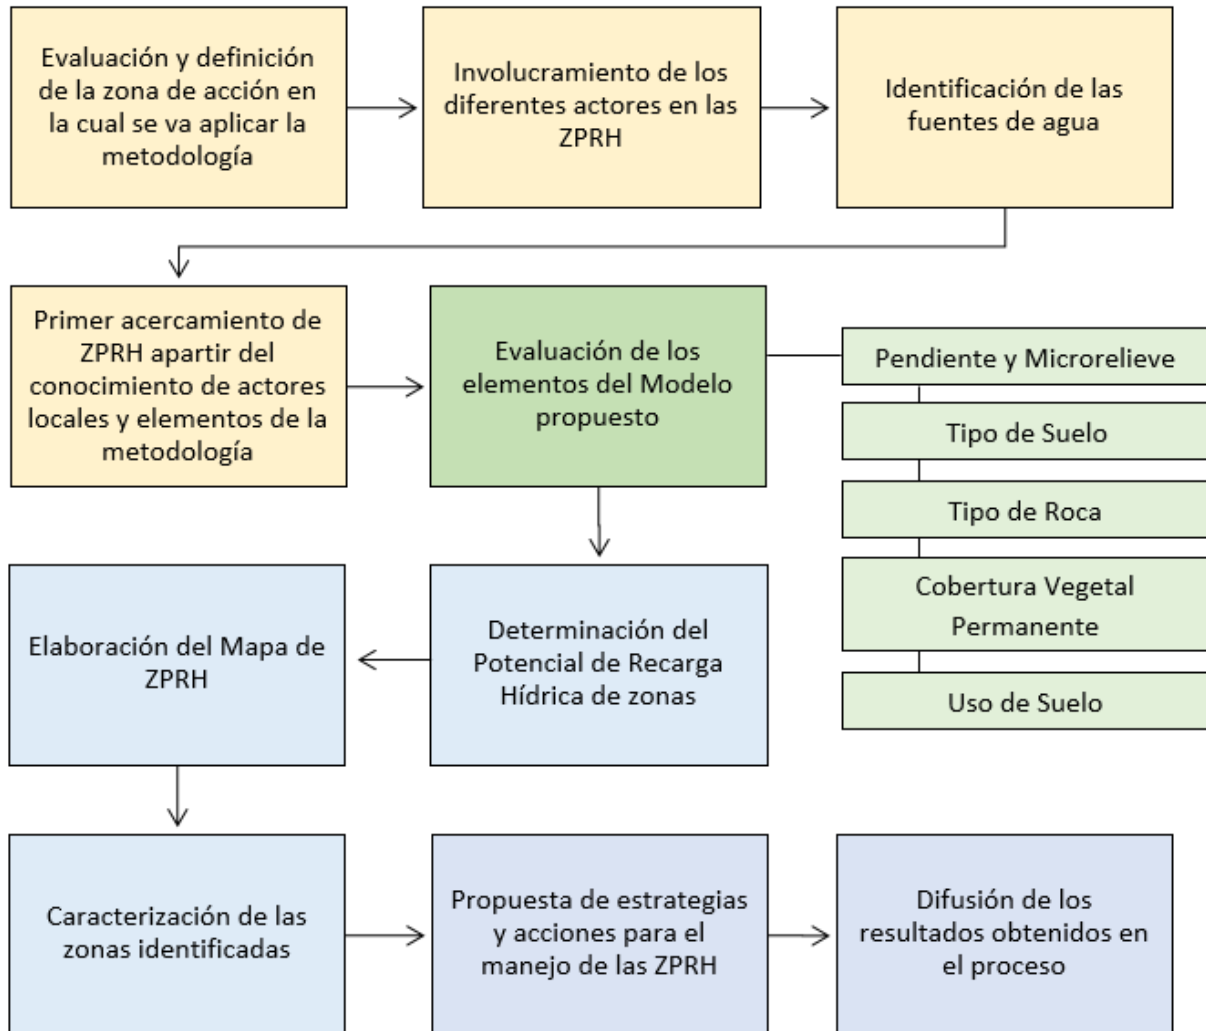 Evaluación y definición
de la zona de acción en
la cual se va aplicar la
metodología
Involucramiento de los
diferentes actores en las
ZPRH
Identificación de las
fuentes de agua
Primer acercamiento de
ZPRH apartir del
conocimiento de actores
locales y elementos de la
metodología
Evaluación de los
elementos del Modelo
propuesto
Pendiente y Microrelieve
Tipo de Suelo
Tipo de Roca
Cobertura Vegetal
Permanente
Uso de Suelo
Determinación del
Potencial de Recarga
Hídrica de zonas
Elaboración del Mapa de
ZPRH
Caracterización de las
zonas identificadas
Propuesta de estrategias
y acciones para el
manejo de las ZPRH
Difusión de los
resultados obtenidos en
el proceso